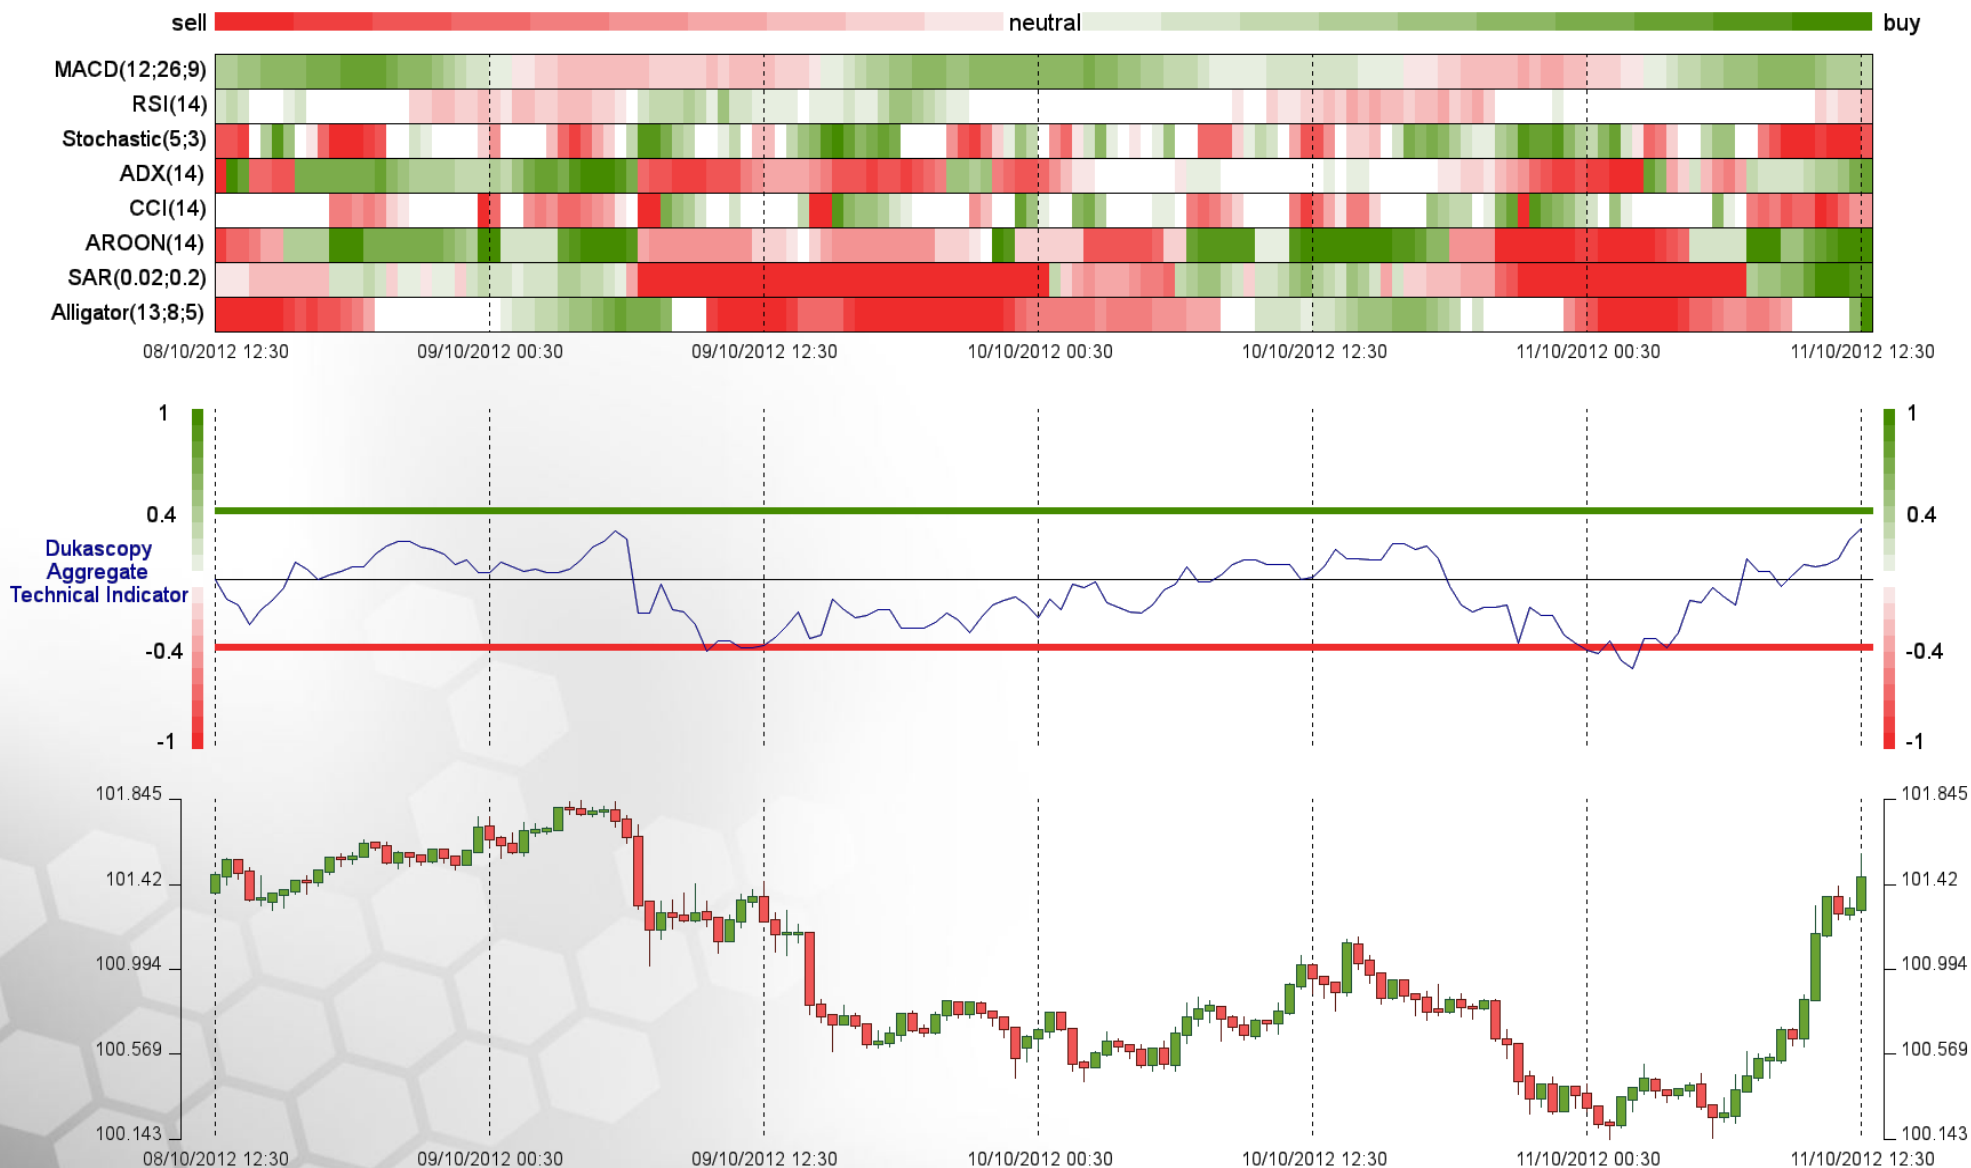 sell neutral buy
MACD(12;26;9)
RSI(14)
Stochastic(5;3)
ADX(14)
CCI(14)
AROON(14)
SAR(0.02;0.2)
Alligator(13;8;5)
08/10/2012 12:30 09/10/2012 00:30 09/10/2012 12:30 10/10/2012 00:30 10/10/2012 12:30 11/10/2012 00:30 11/10/2012 12:30
1 1
0.4 0.4
Dukascopy
Aggregate
Technical Indicator
-0.4 -0.4
-1 -1
101.845 101.845
101.42 101.42
100.994 100.994
100.569 100.569
100.143 100.143
08/10/2012 12:30 09/10/2012 00:30 09/10/2012 12:30 10/10/2012 00:30 10/10/2012 12:30 11/10/2012 00:30 11/10/2012 12:30